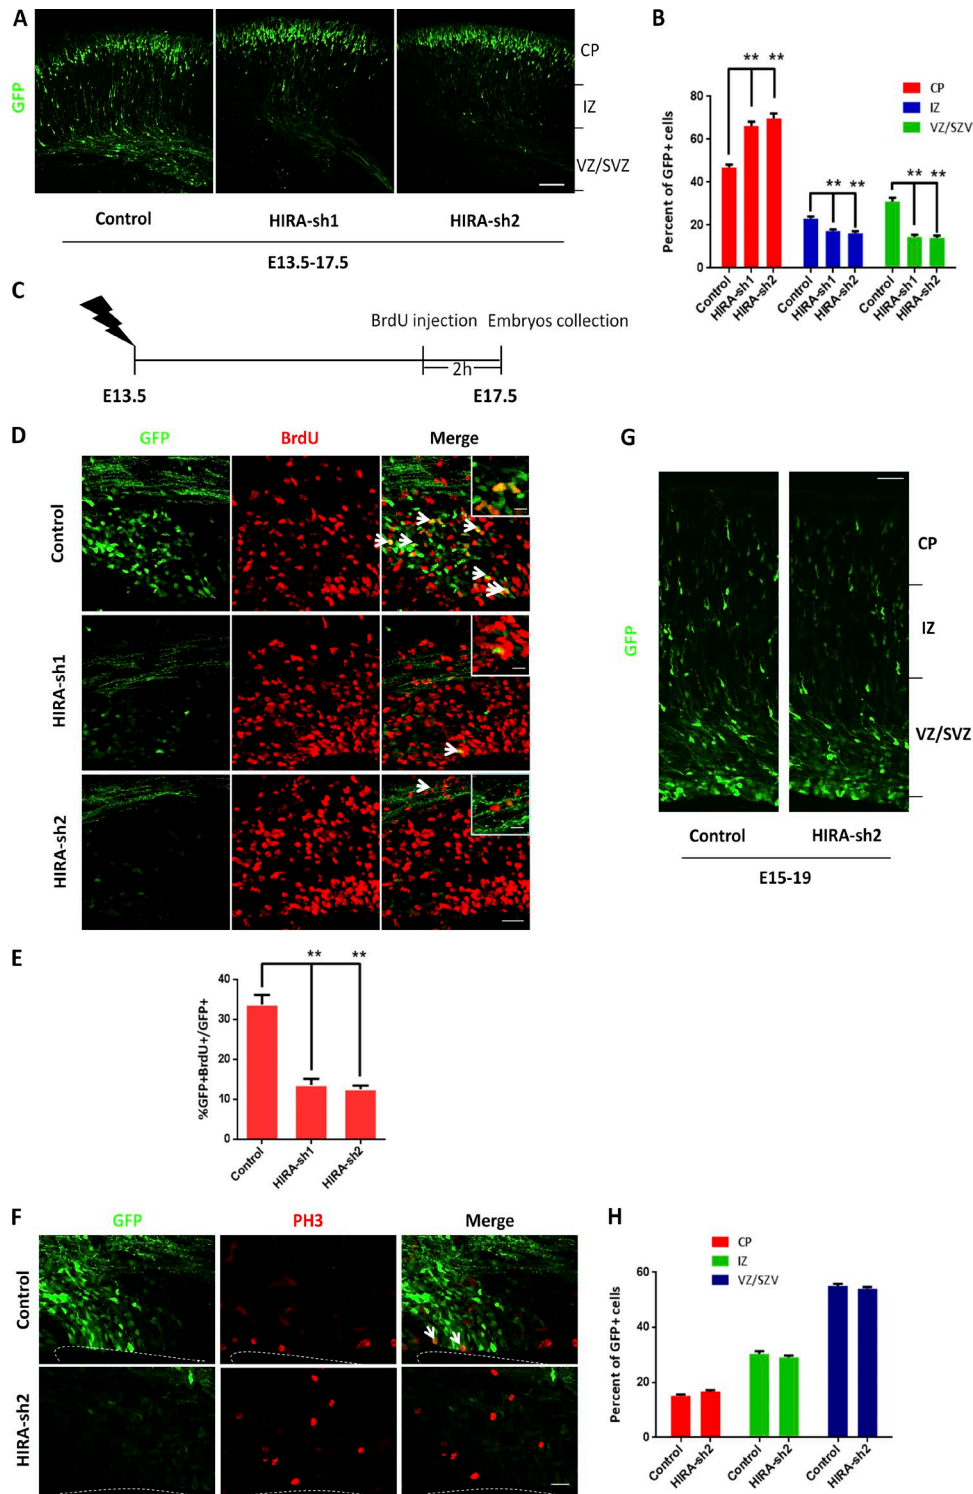 A
GFP
CP
IZ
VZ/SVZ
Control
HIRA-sh1
HIRA-sh2
E13.5-17.5
B
CP
IZ
VZ/SZV
Percent of GFP+ cells
80
60
40
20
0
** **
** **
** **
Control
HIRA-sh1
HIRA-sh2
Control
HIRA-sh1
HIRA-sh2
Control
HIRA-sh1
HIRA-sh2
C
BrdU injection
Embryos collection
2h
E13.5
E17.5
D
GFP
BrdU
Merge
Control
HIRA-sh1
HIRA-sh2
G
GFP
CP
IZ
VZ/SVZ
Control
HIRA-sh2
E15-19
E
%GFP+BrdU+/GFP+
40
30
20
10
0
** **
Control
HIRA-sh1
HIRA-sh2
F
GFP
PH3
Merge
Control
HIRA-sh2
H
CP
IZ
VZ/SZV
Percent of GFP+ cells
60
40
20
0
Control
HIRA-sh2
Control
HIRA-sh2
Control
HIRA-sh2